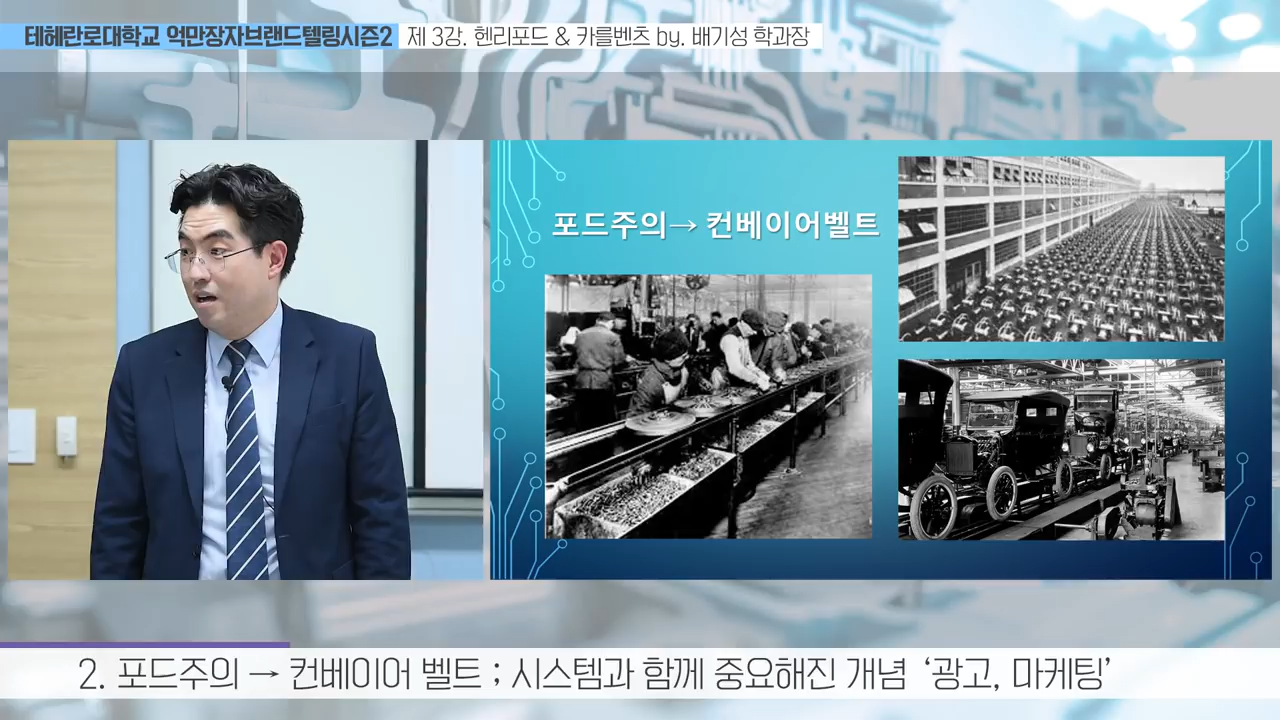 테헤란로대학교 억만장자브랜드텔링시즌2 제 3강. 헨리포드 & 카를벤츠 by. 배기성 학과장
포드주의→ 컨베이어벨트
2. 포드주의 → 컨베이어 벨트 ; 시스템과 함께 중요해진 개념 ‘광고, 마케팅’